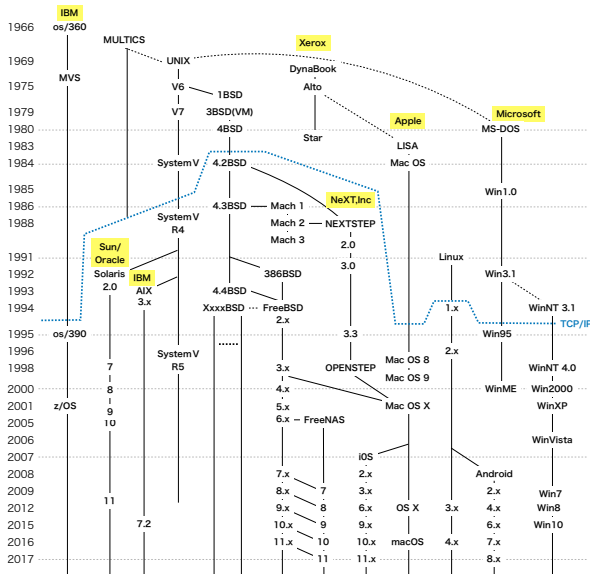 IBM
1966 os/360
MULTICS
Xerox
1969 UNIX
DynaBook
MVS
1975 V6 1BSD Alto
1979 V7 3BSD(VM)
Apple Microsoft
1980 4BSD MS-DOS
Star
1983 LISA
1984 SystemV 4.2BSD Mac OS
1985 Win1.0
NeXT,Inc
1986 4.3BSD Mach 1
SystemV
1988 R4 Mach 2 NEXTSTEP
Mach 3 2.0
Sun/
Oracle
1991 Linux
3.0
1992 Solaris IBM 386BSD Win3.1
1993 2.0 AIX 4.4BSD
1994 3.x XxxxBSD FreeBSD 1.x WinNT 3.1
2.x TCP/IP
1995 os/390 3.3 Win95
1996 SystemV 2.x
Mac OS 8
1998 7 R5 3.x OPENSTEP WinNT 4.0
Mac OS 9
2000 8 4.x WinME Win2000
2001 z/OS 9 5.x Mac OS X WinXP
2005 10 6.x FreeNAS
2006 WinVista
2007 iOS
2008 7.x 2.x Android
2009 8.x 7 3.x 2.x Win7
2012 11 9.x 8 6.x OS X 3.x 4.x Win8
2015 7.2 10.x 9 9.x 6.x Win10
2016 11.x 10 10.x macOS 4.x 7.x
2017 11 11.x 8.x